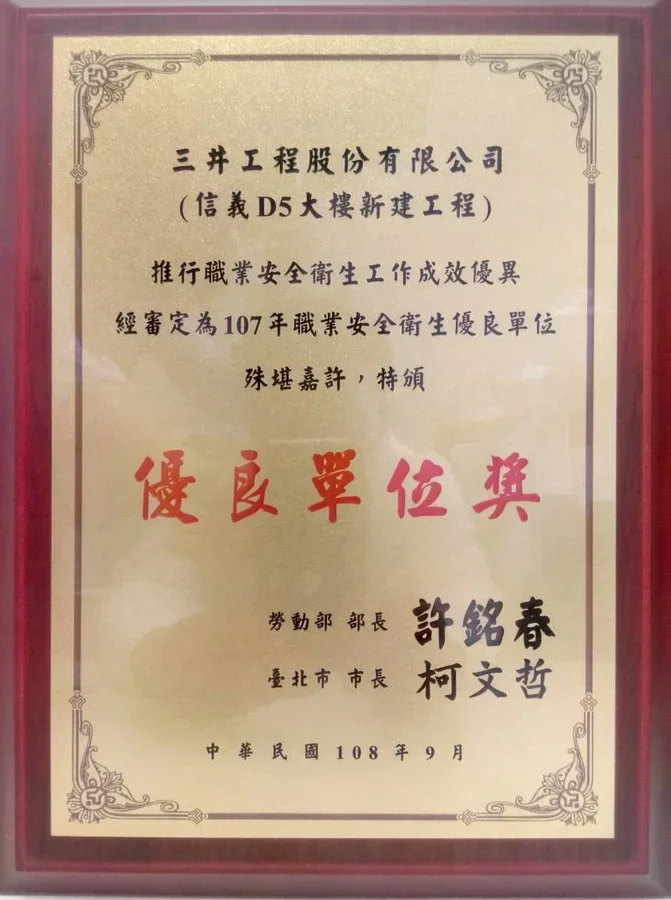 三井工程股份有限公司
(信義D5大樓新建工程)
推行職業安全衛生工作成效優異
經審定為107年職業安全衛生優良單位
殊堪嘉許，特頒
優良單位獎
勞動部 部長 許銘春
臺北市 市長 柯文哲
中華民國108年9月